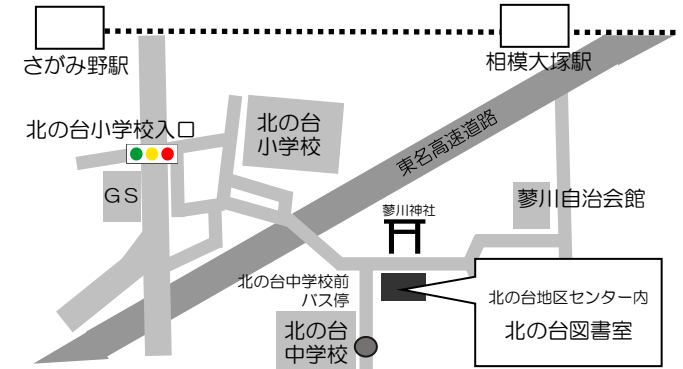 さがみ野駅
相模大塚駅
北の台小学校入口
北の台
小学校
東名高速道路
GS
蓼川神社
蓼川自治会館
北の台中学校前
バス停
北の台地区センター内
北の台図書室
北の台
中学校